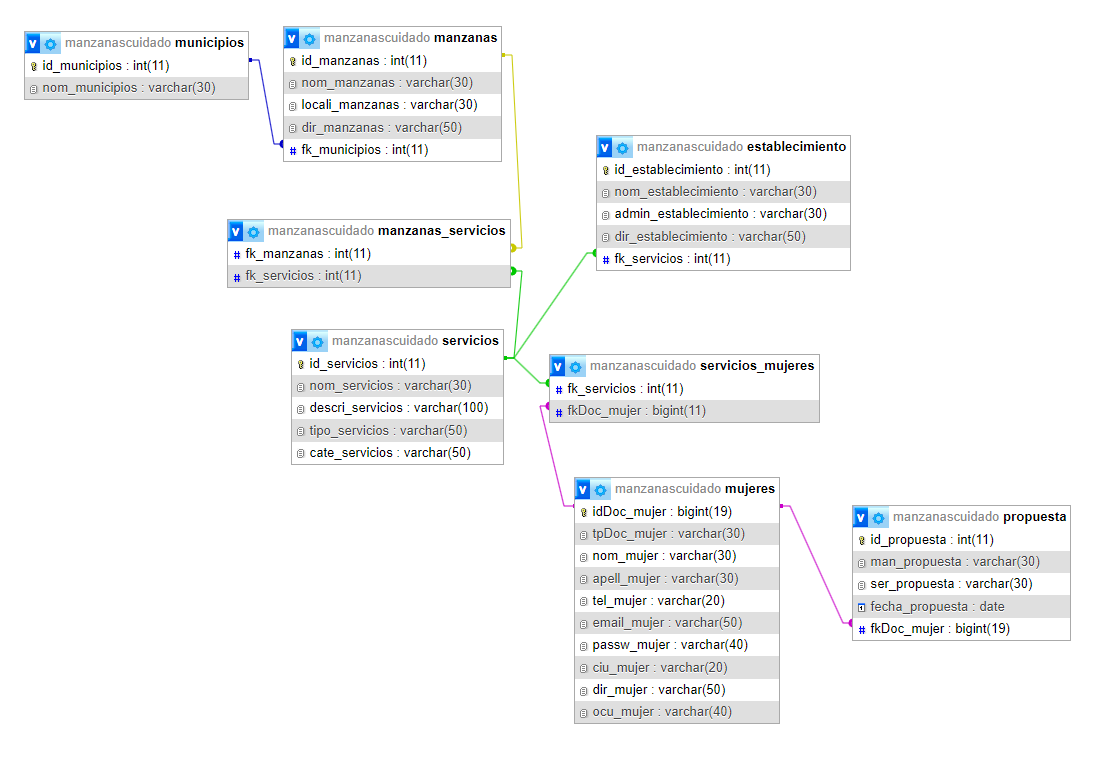 manzanascuidado municipios
id_municipios : int(11)
nom_municipios : varchar(30)
manzanascuidado manzanas
id_manzanas : int(11)
nom_manzanas : varchar(30)
locali_manzanas : varchar(30)
dir_manzanas : varchar(50)
# fk_municipios : int(11)
manzanascuidado establecimiento
id_establecimiento : int(11)
nom_establecimiento : varchar(30)
admin_establecimiento : varchar(30)
dir_establecimiento : varchar(50)
# fk_servicios : int(11)
manzanascuidado manzanas_servicios
# fk_manzanas : int(11)
# fk_servicios : int(11)
manzanascuidado servicios
id_servicios : int(11)
nom_servicios : varchar(30)
descri_servicios : varchar(100)
tipo_servicios : varchar(50)
cate_servicios : varchar(50)
manzanascuidado servicios_mujeres
# fk_servicios : int(11)
# fkDoc_mujer : bigint(11)
manzanascuidado mujeres
idDoc_mujer : bigint(19)
tpDoc_mujer : varchar(30)
nom_mujer : varchar(30)
apell_mujer : varchar(30)
tel_mujer : varchar(20)
email_mujer : varchar(50)
passw_mujer : varchar(40)
ciu_mujer : varchar(20)
dir_mujer : varchar(50)
ocu_mujer : varchar(40)
manzanascuidado propuesta
id_propuesta : int(11)
man_propuesta : varchar(30)
ser_propuesta : varchar(30)
fecha_propuesta : date
# fkDoc_mujer : bigint(19)